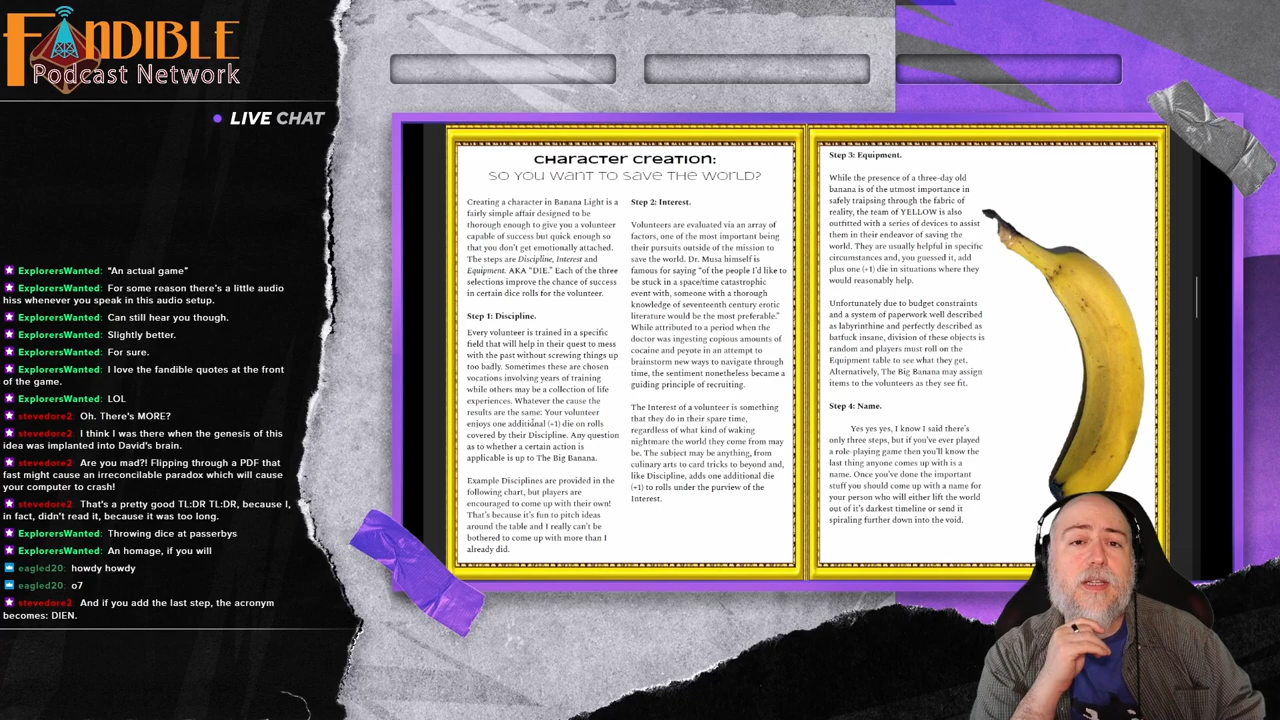 FANDIBLE
Podcast Network
LIVE CHAT
ExplorersWanted: "An actual game"
ExplorersWanted: For some reason there's a little audio
hiss whenever you speak in this audio setup.
ExplorersWanted: Can still hear you though.
ExplorersWanted: Slightly better.
ExplorersWanted: For sure.
ExplorersWanted: I love the fandible quotes at the front
of the game.
ExplorersWanted: LOL
stevedore2: Oh. There's MORE?
stevedore2: I think I was there when the genesis of this
idea was implanted into David's brain.
stevedore2: Are you mad?! Flipping through a PDF that
fast might cause an irreconcilable paradox which will cause
your computer to crash!
stevedore2: That's a pretty good TL:DR TL:DR, because I,
in fact, didn't read it, because it was too long.
ExplorersWanted: Throwing dice at passerbys
ExplorersWanted: An homage, if you will
eagled20: howdy howdy
eagled20: o7
stevedore2: And if you add the last step, the acronym
becomes: DIEN.
Character Creation:
So you want to save the world?
Creating a character in Banana Light is a
fairly simple affair designed to be
thorough enough to give you a volunteer
capable of success but quick enough so
that you don't get emotionally attached.
The steps are Discipline, Interest and
Equipment. AKA "DIE." Each of the three
selections improve the chance of success
in certain dice rolls for the volunteer.
Step 1: Discipline.
Every volunteer is trained in a specific
field that will help in their quest to mess
with the past without screwing things up
too badly. Sometimes these are chosen
vocations involving years of training
while others may be a collection of life
experiences. Whatever the cause the
results are the same: Your volunteer
enjoys one additional (+1) die on rolls
covered by their Discipline. Any question
as to whether a certain action is
applicable is up to The Big Banana.
Example Disciplines are provided in the
following chart, but players are
encouraged to come up with their own!
That's because it's fun to pitch ideas
around the table and I really can't be
bothered to come up with more than I
already did.
Step 2: Interest.
Volunteers are evaluated via an array of
factors, one of the most important being
their pursuits outside of the mission to
save the world. Dr. Musa himself is
famous for saying "of the people I'd like to
be stuck in a space/time catastrophic
event with, someone with a thorough
knowledge of seventeenth century erotic
literature would be the most preferable."
While attributed to a period when the
doctor was ingesting copious amounts of
cocaine and peyote in an attempt to
brainstorm new ways to navigate through
time, the sentiment nonetheless became a
guiding principle of recruiting.
The Interest of a volunteer is something
that they do in their spare time,
regardless of what kind of waking
nightmare the world they come from may
be. The subject may be anything, from
culinary arts to card tricks to beyond and,
like Discipline, adds one additional die
(+1) to rolls under the purview of the
Interest.
Step 3: Equipment.
While the presence of a three-day old
banana is of the utmost importance in
safely traipsing through the fabric of
reality, the team of YELLOW is also
outfitted with a series of devices to assist
them in their endeavor of saving the
world. They are usually helpful in specific
circumstances and, you guessed it, add
plus one (+1) die in situations where they
would reasonably help.
Unfortunately due to budget constraints
and a system of paperwork well described
as labyrinthine and perfectly described as
batfuck insane, division of these objects is
random and players must roll on the
Equipment table to see what they get.
Alternatively, The Big Banana may assign
items to the volunteers as they see fit.
Step 4: Name.
Yes yes yes, I know I said there's
only three steps, but if you've ever played
a role-playing game then you'll know the
last thing anyone comes up with is a
name. Once you've done the important
stuff you should come up with a name for
your person who will either lift the world
out of it's darkest timeline or send it
spiraling further down into the void.